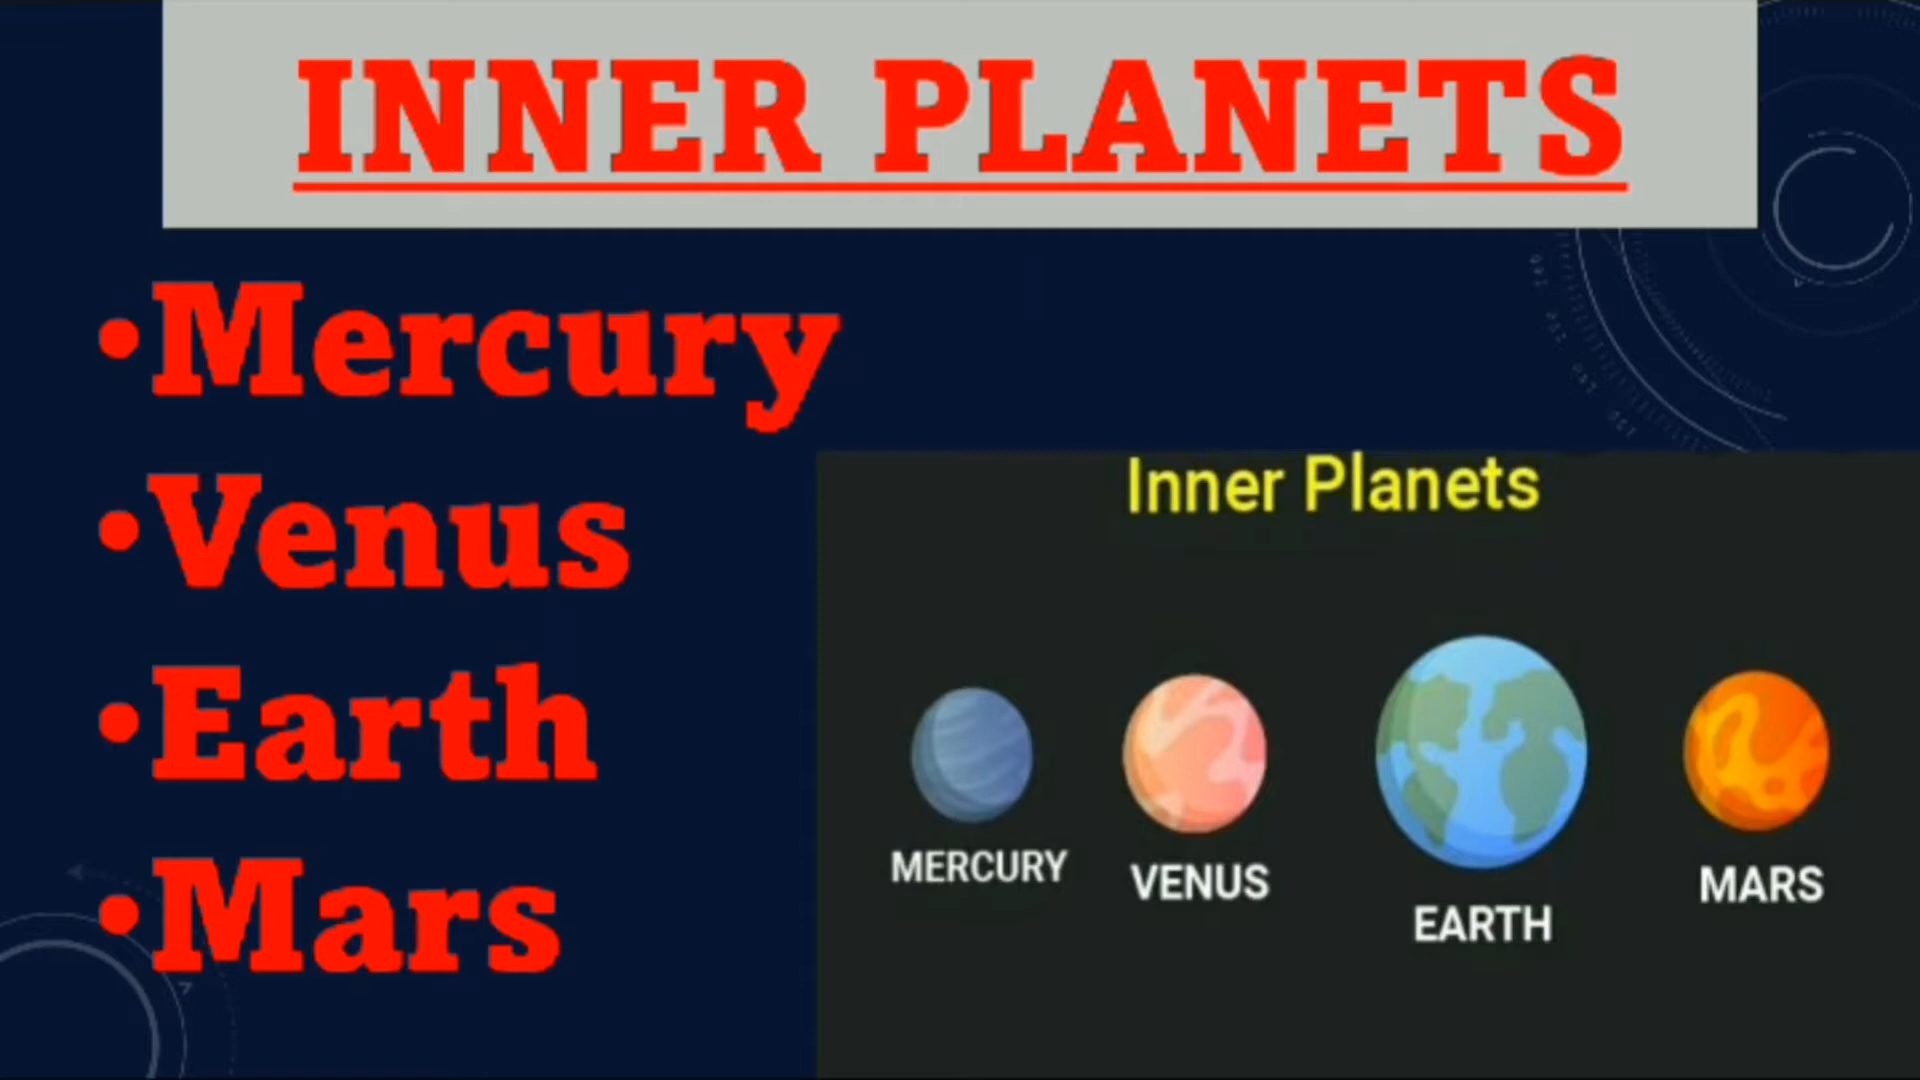 INNER PLANETS
•Mercury
•Venus
•Earth
•Mars
Inner Planets
MERCURY
VENUS
EARTH
MARS